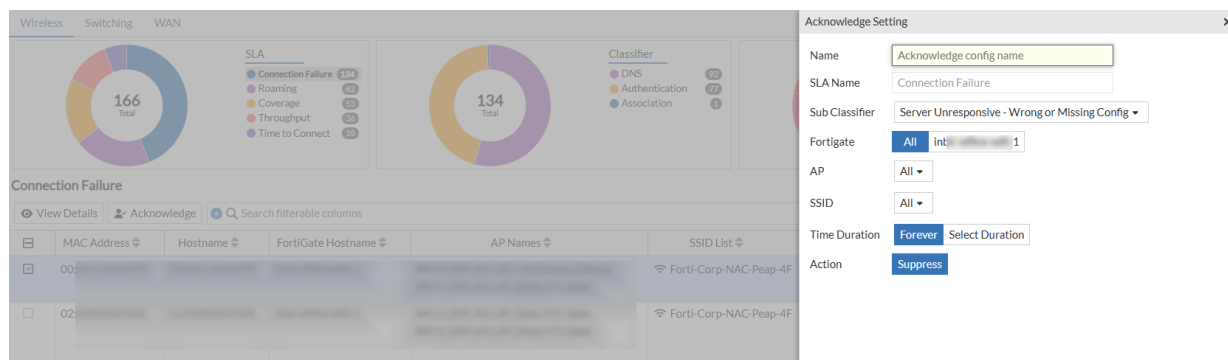 Wireless Switching WAN
SLA
Connection Failure 134
Roaming 62
Coverage 53
Throughput 36
Time to Connect 18
166
Total
Classifier
DNS 92
Authentication 77
Association 1
134
Total
Connection Failure
View Details Acknowledge Search filterable columns
MAC Address Hostname FortiGate Hostname AP Names SSID List
00: Forti-Corp-NAC-Peap-4F
02: Forti-Corp-NAC-Peap-4F
Acknowledge Setting
Name Acknowledge config name
SLA Name Connection Failure
Sub Classifier Server Unresponsive - Wrong or Missing Config
Fortigate All 1
AP All
SSID All
Time Duration Forever Select Duration
Action Suppress